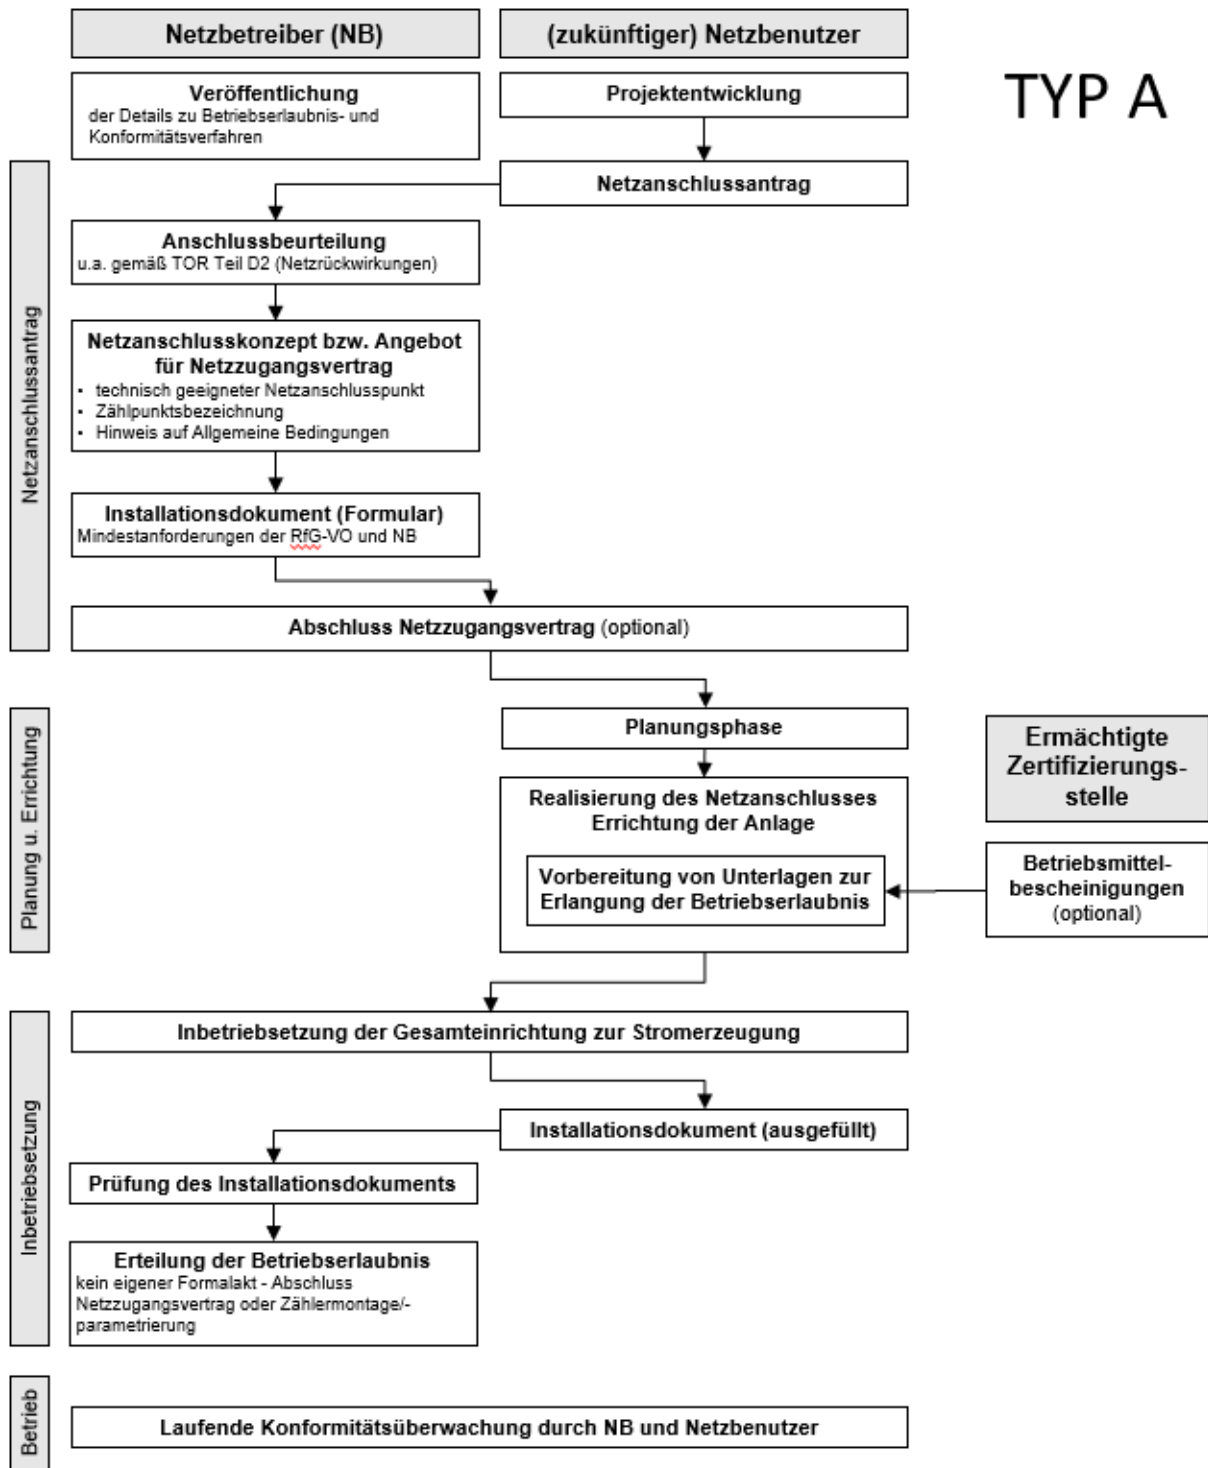 Netzbetreiber (NB)
(zukünftiger) Netzbenutzer
TYP A
Veröffentlichung
der Details zu Betriebserlaubnis- und
Konformitätsverfahren
Projektentwicklung
Netzanschlussantrag
Netzanschlussantrag
Anschlussbeurteilung
u.a. gemäß TOR Teil D2 (Netzrückwirkungen)
Netzanschlusskonzept bzw. Angebot
für Netzzugangsvertrag
• technisch geeigneter Netzanschlusspunkt
• Zählpunktsbezeichnung
• Hinweis auf Allgemeine Bedingungen
Installationsdokument (Formular)
Mindestanforderungen der RfG-VO und NB
Abschluss Netzzugangsvertrag (optional)
Planung u. Errichtung
Planungsphase
Realisierung des Netzanschlusses
Errichtung der Anlage
Vorbereitung von Unterlagen zur
Erlangung der Betriebserlaubnis
Ermächtigte
Zertifizierungs-
stelle
Betriebsmittel-
bescheinigungen
(optional)
Inbetriebsetzung
Inbetriebsetzung der Gesamteinrichtung zur Stromerzeugung
Installationsdokument (ausgefüllt)
Prüfung des Installationsdokuments
Erteilung der Betriebserlaubnis
kein eigener Formalakt - Abschluss
Netzzugangsvertrag oder Zählermontage/-
parametrierung
Betrieb
Laufende Konformitätsüberwachung durch NB und Netzbenutzer